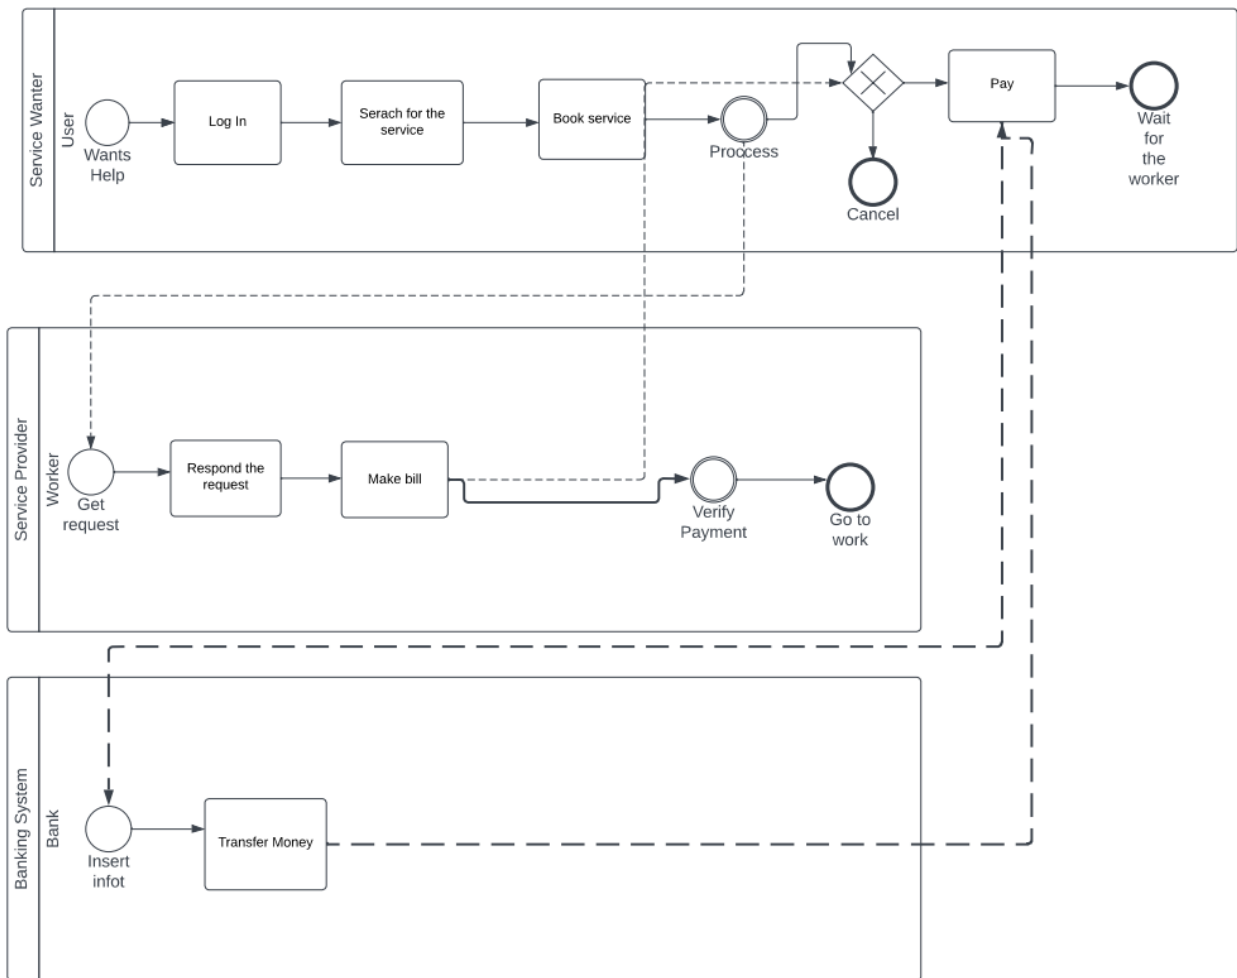 Service Wanter
User
Wants
Help
Log In
Serach for the
service
Book service
Proccess
Cancel
Pay
Wait
for
the
worker
Service Provider
Worker
Get
request
Respond the
request
Make bill
Verify
Payment
Go to
work
Banking System
Bank
Insert
infot
Transfer Money